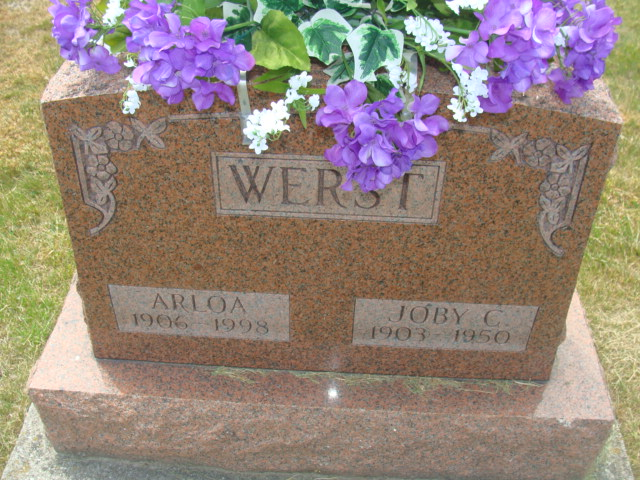 WERST
ARLOA
1906 - 1998
JOBY C.
1903 - 1950